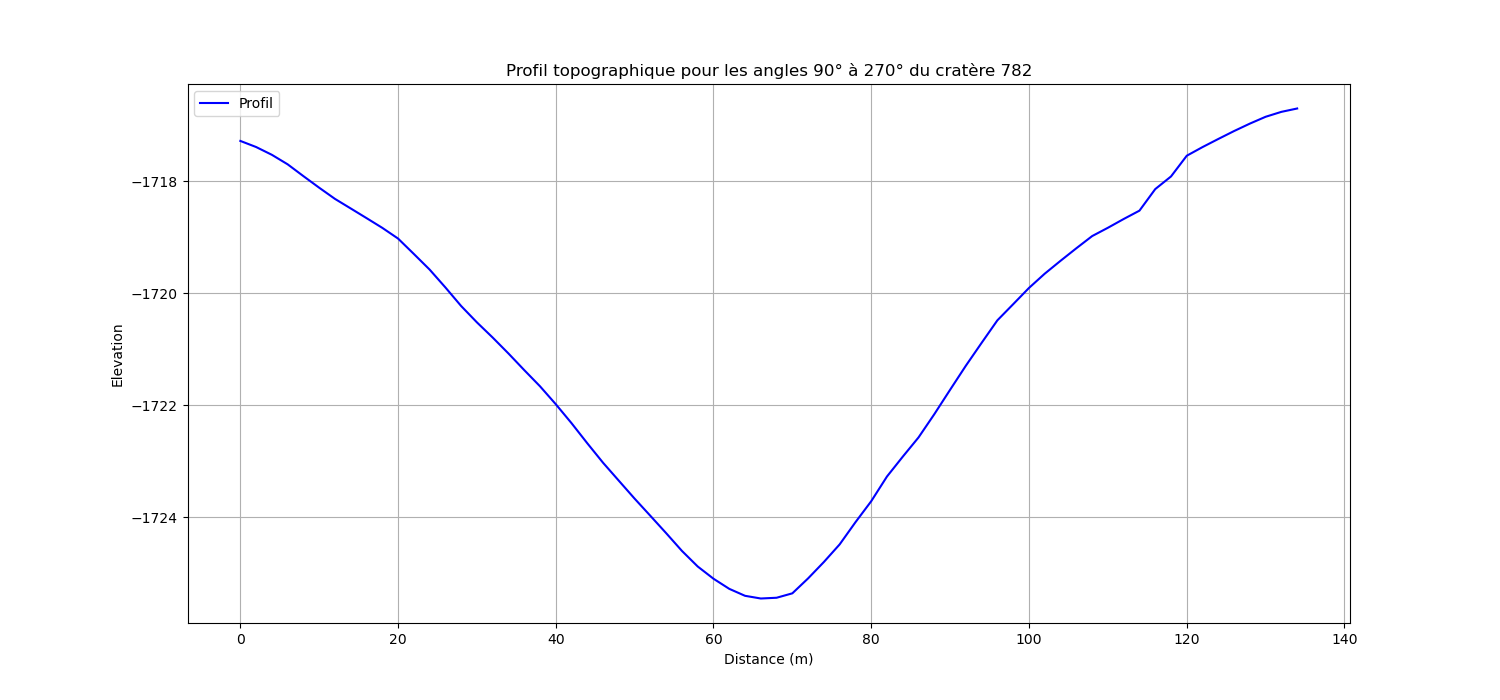 Profil topographique pour les angles 90° à 270° du cratère 782
Profil
−1718
−1720
−1722
−1724
Elevation
0 20 40 60 80 100 120 140
Distance (m)